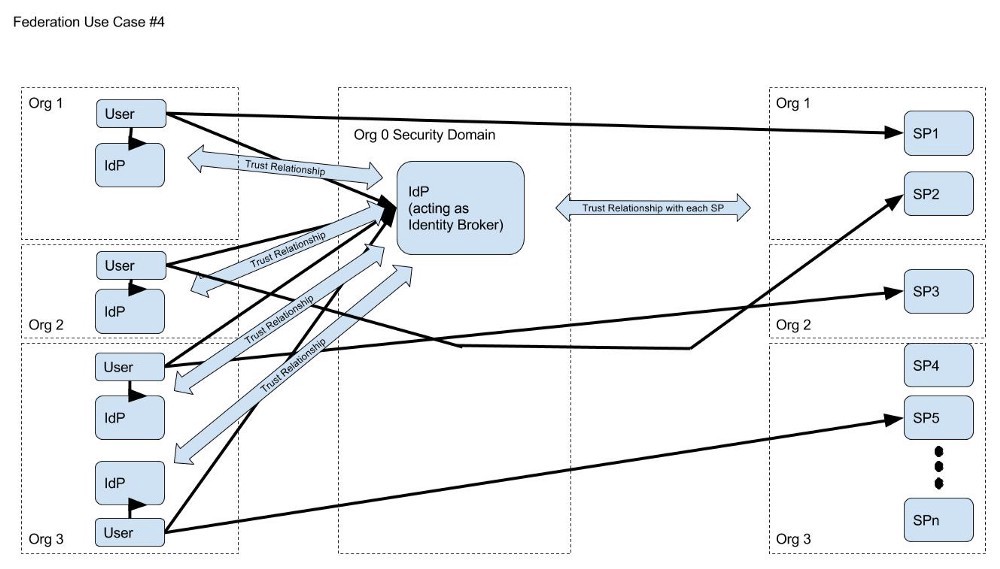 Federation Use Case #4
Org 1
User
IdP
Org 0 Security Domain
Trust Relationship
IdP
(acting as
Identity Broker)
Trust Relationship with each SP
Org 1
SP1
SP2
User
IdP
Org 2
Trust Relationship
Trust Relationship
Trust Relationship
SP3
Org 2
User
IdP
IdP
User
Org 3
SP4
SP5
SPn
Org 3